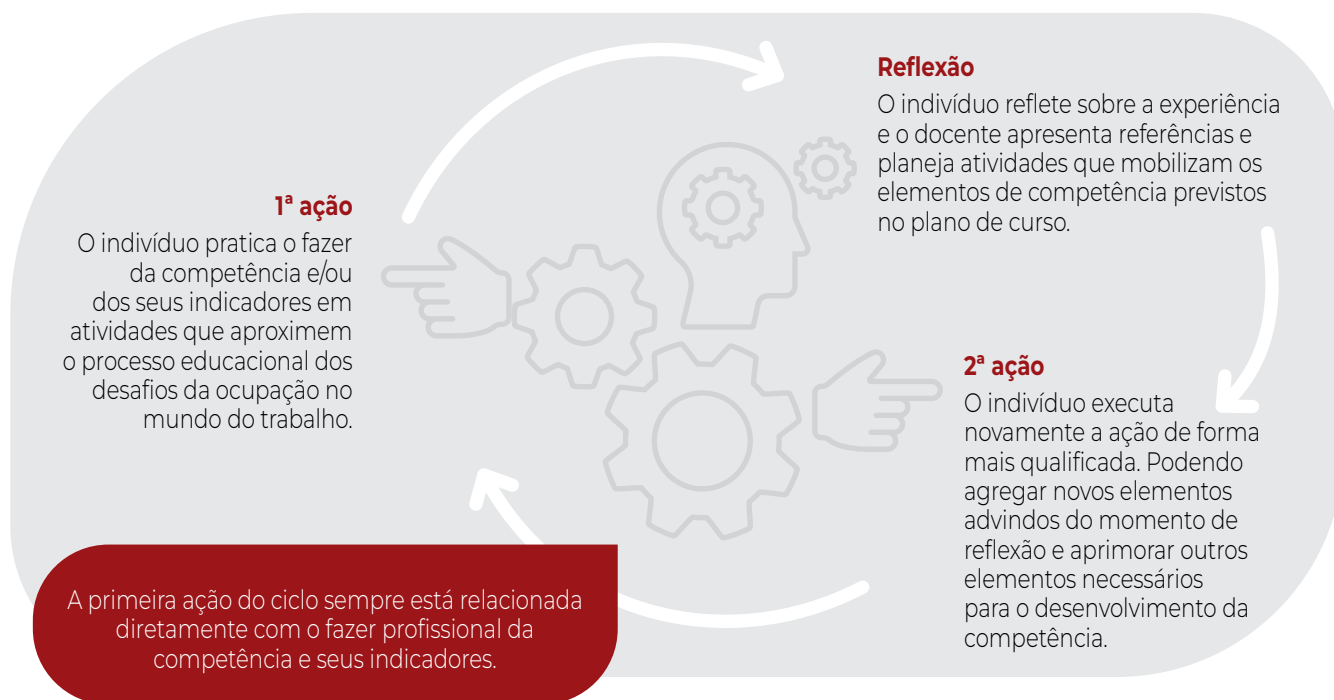 1ª ação
O indivíduo pratica o fazer
da competência e/ou
dos seus indicadores em
atividades que aproximem
o processo educacional dos
desafios da ocupação no
mundo do trabalho.
Reflexão
O indivíduo reflete sobre a experiência
e o docente apresenta referências e
planeja atividades que mobilizam os
elementos de competência previstos
no plano de curso.
2ª ação
O indivíduo executa
novamente a ação de forma
mais qualificada. Podendo
agregar novos elementos
advindos do momento de
reflexão e aprimorar outros
elementos necessários
para o desenvolvimento da
competência.
A primeira ação do ciclo sempre está relacionada
diretamente com o fazer profissional da
competência e seus indicadores.